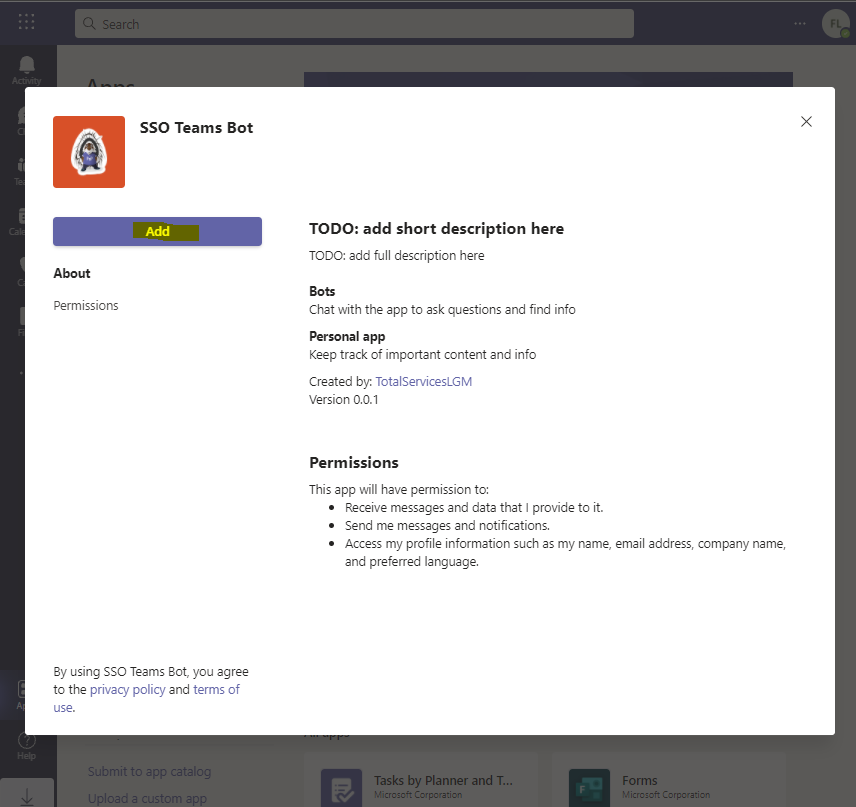 Search
FL
Activity
Apps
SSO Teams Bot
Add
About
Permissions
TODO: add short description here
TODO: add full description here
Bots
Chat with the app to ask questions and find info
Personal app
Keep track of important content and info
Created by: TotalServicesLGM
Version 0.0.1
Permissions
This app will have permission to:
Receive messages and data that I provide to it.
Send me messages and notifications.
Access my profile information such as my name, email address, company name,
and preferred language.
By using SSO Teams Bot, you agree
to the privacy policy and terms of
use.
Help
All apps
Submit to app catalog
Upload a custom app
Tasks by Planner and T...
Microsoft Corporation
Forms
Microsoft Corporation